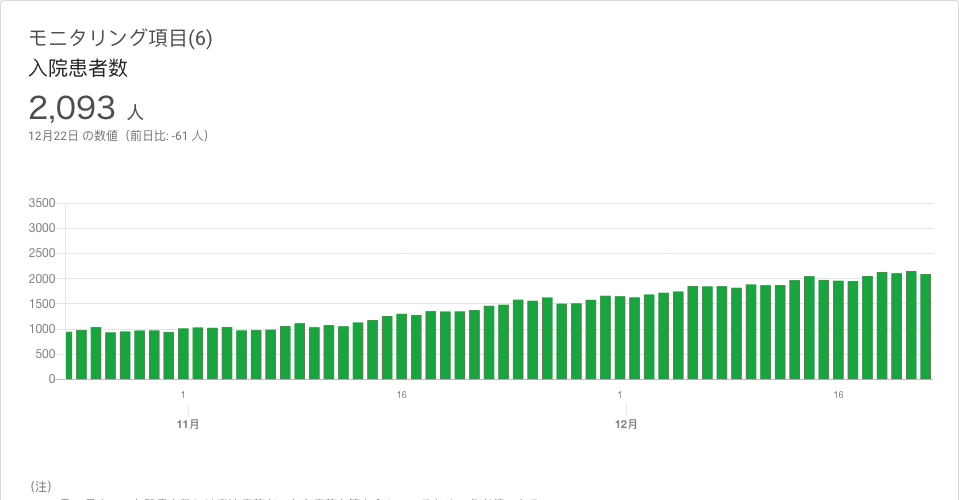 モニタリング項目(6)
入院患者数
2,093 人
12月22日 の数値（前日比: -61 人）
3500
3000
2500
2000
1500
1000
500
0
1 16 1 16
11月 12月
（注）